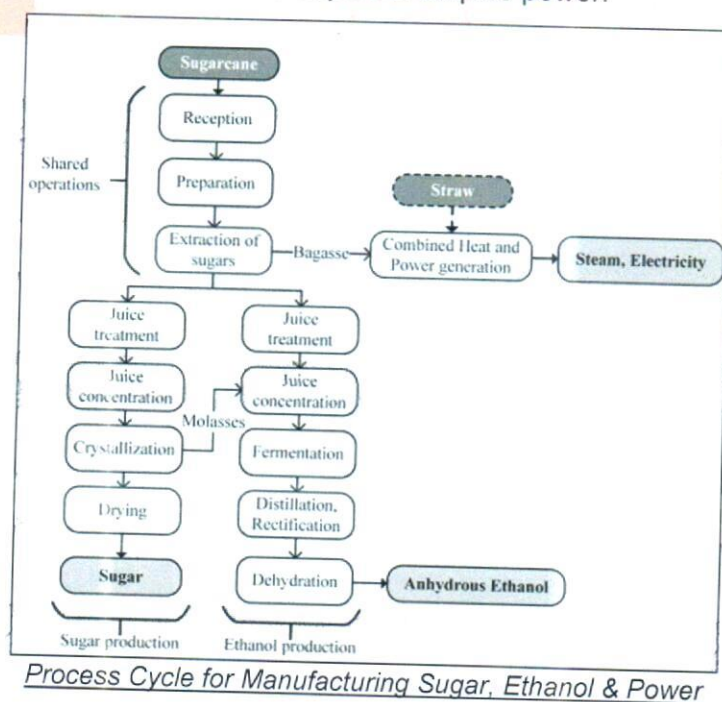 power.
Sugarcane
Reception
Shared
operations
Preparation
Straw
Extraction of
sugars
Bagasse
Combined Heat and
Power generation
Steam, Electricity
Juice
treatment
Juice
treatment
Juice
concentration
Juice
concentration
Molasses
Crystallization
Fermentation
Drying
Distillation,
Rectification
Sugar
Dehydration
Anhydrous Ethanol
Sugar production
Ethanol production
Process Cycle for Manufacturing Sugar, Ethanol & Power